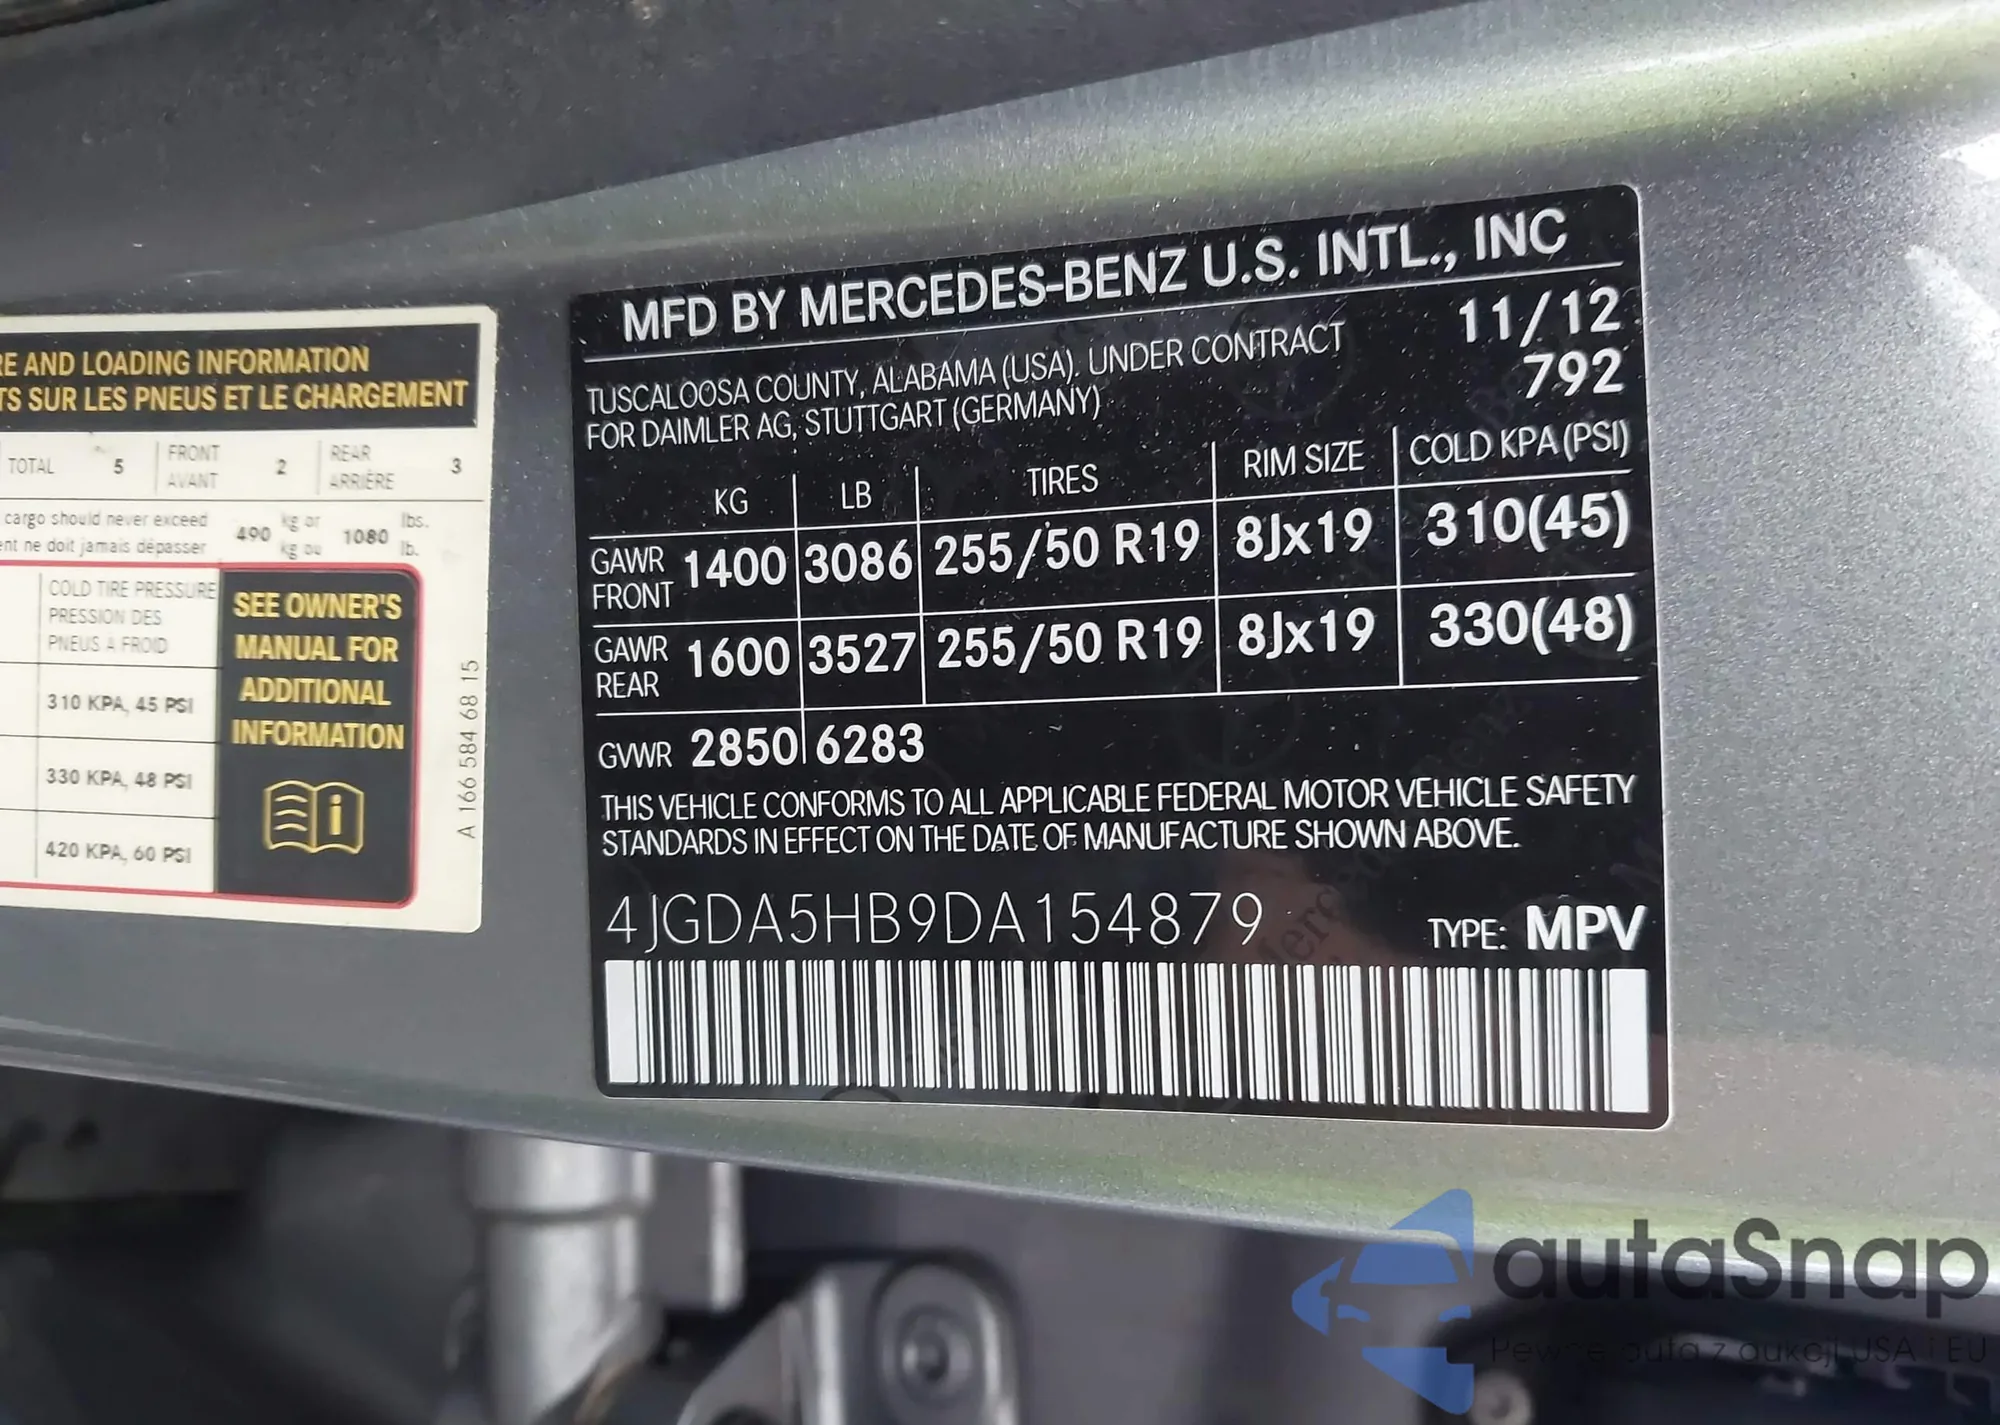 RE AND LOADING INFORMATION
TS SUR LES PNEUS ET LE CHARGEMENT
TOTAL 5 FRONT AVANT 2 REAR ARRIÈRE 3
cargo should never exceed 490 kg or 1080 lbs.
ent ne doit jamais dépasser kg ou lb.
COLD TIRE PRESSURE
PRESSION DES
PNEUS A FROID
310 KPA, 45 PSI
330 KPA, 48 PSI
420 KPA, 60 PSI
SEE OWNER'S
MANUAL FOR
ADDITIONAL
INFORMATION
A 166 584 68 15
MFD BY MERCEDES-BENZ U.S. INTL., INC
TUSCALOOSA COUNTY, ALABAMA (USA). UNDER CONTRACT
FOR DAIMLER AG, STUTTGART (GERMANY)
11/12
792
KG LB TIRES RIM SIZE COLD KPA (PSI)
GAWR FRONT 1400 3086 255/50 R19 8Jx19 310(45)
GAWR REAR 1600 3527 255/50 R19 8Jx19 330(48)
GVWR 2850 6283
THIS VEHICLE CONFORMS TO ALL APPLICABLE FEDERAL MOTOR VEHICLE SAFETY
STANDARDS IN EFFECT ON THE DATE OF MANUFACTURE SHOWN ABOVE.
4JGDA5HB9DA154879 TYPE: MPV
autaSnap
Pewne auta z aukcji USA i EU